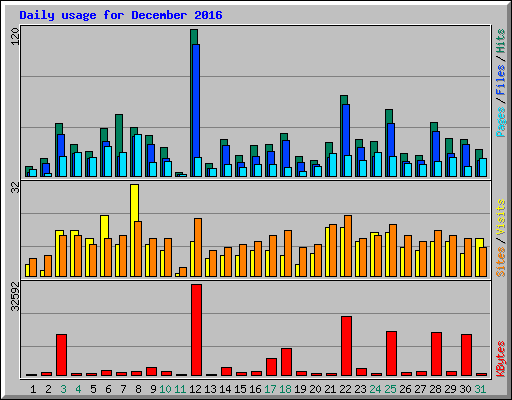 Daily usage for December 2016
120
Pages / Files / Hits
32
Sites / Visits
32592
KBytes
1 2 3 4 5 6 7 8 9 10 11 12 13 14 15 16 17 18 19 20 21 22 23 24 25 26 27 28 29 30 31